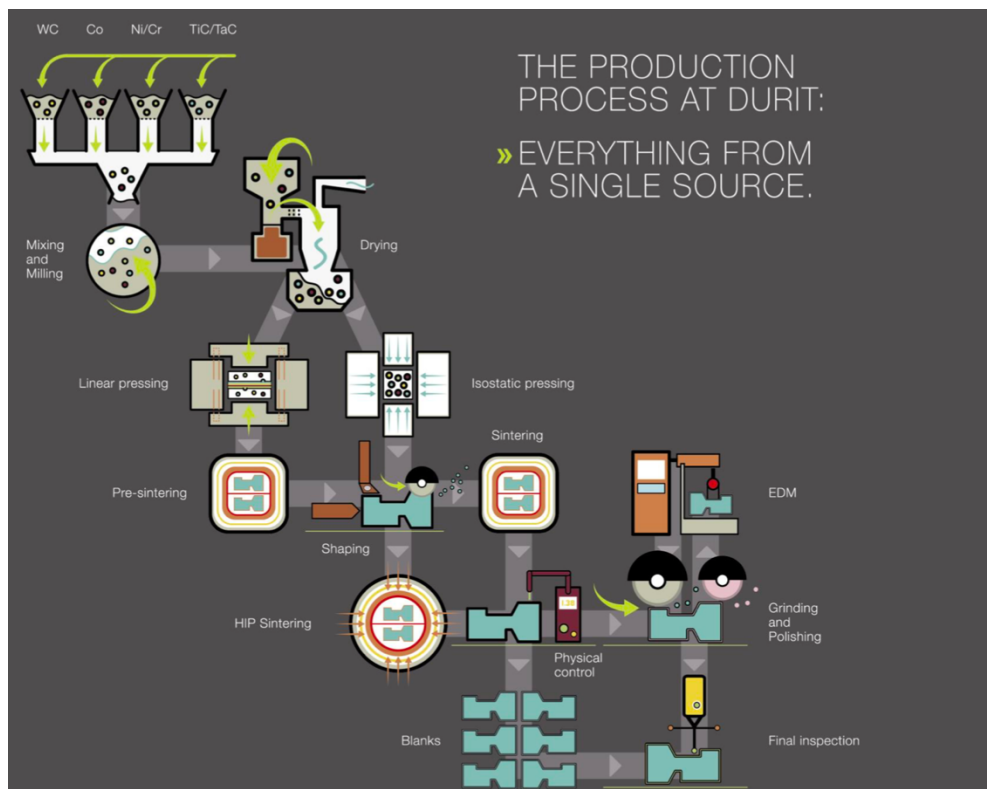 WC Co Ni/Cr TiC/TaC
THE PRODUCTION
PROCESS AT DURIT:
» EVERYTHING FROM
A SINGLE SOURCE.
Mixing
and
Milling
Drying
Linear pressing
Isostatic pressing
Sintering
Pre-sintering
EDM
Shaping
HIP Sintering
1.38
Grinding
and
Polishing
Physical
control
Blanks
Final inspection